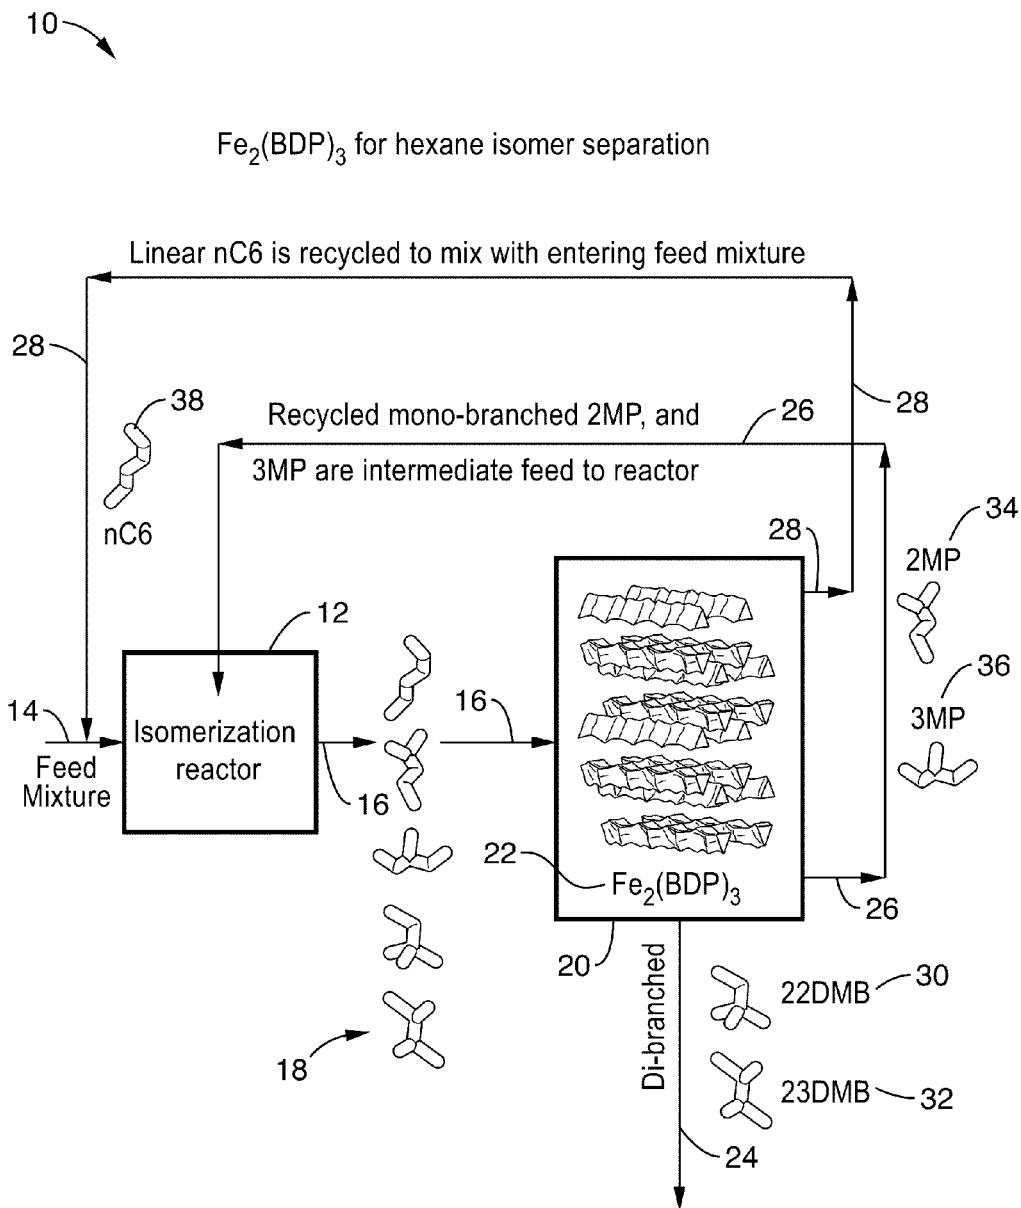 10
Fe₂(BDP)₃ for hexane isomer separation
Linear nC6 is recycled to mix with entering feed mixture
28
38
Recycled mono-branched 2MP, and
26
28
3MP are intermediate feed to reactor
nC6
28
34
2MP
12
36
3MP
14
16
Isomerization
reactor
Feed
Mixture
16
22
Fe₂(BDP)₃
26
20
Di-branched
22DMB
30
18
23DMB
32
24